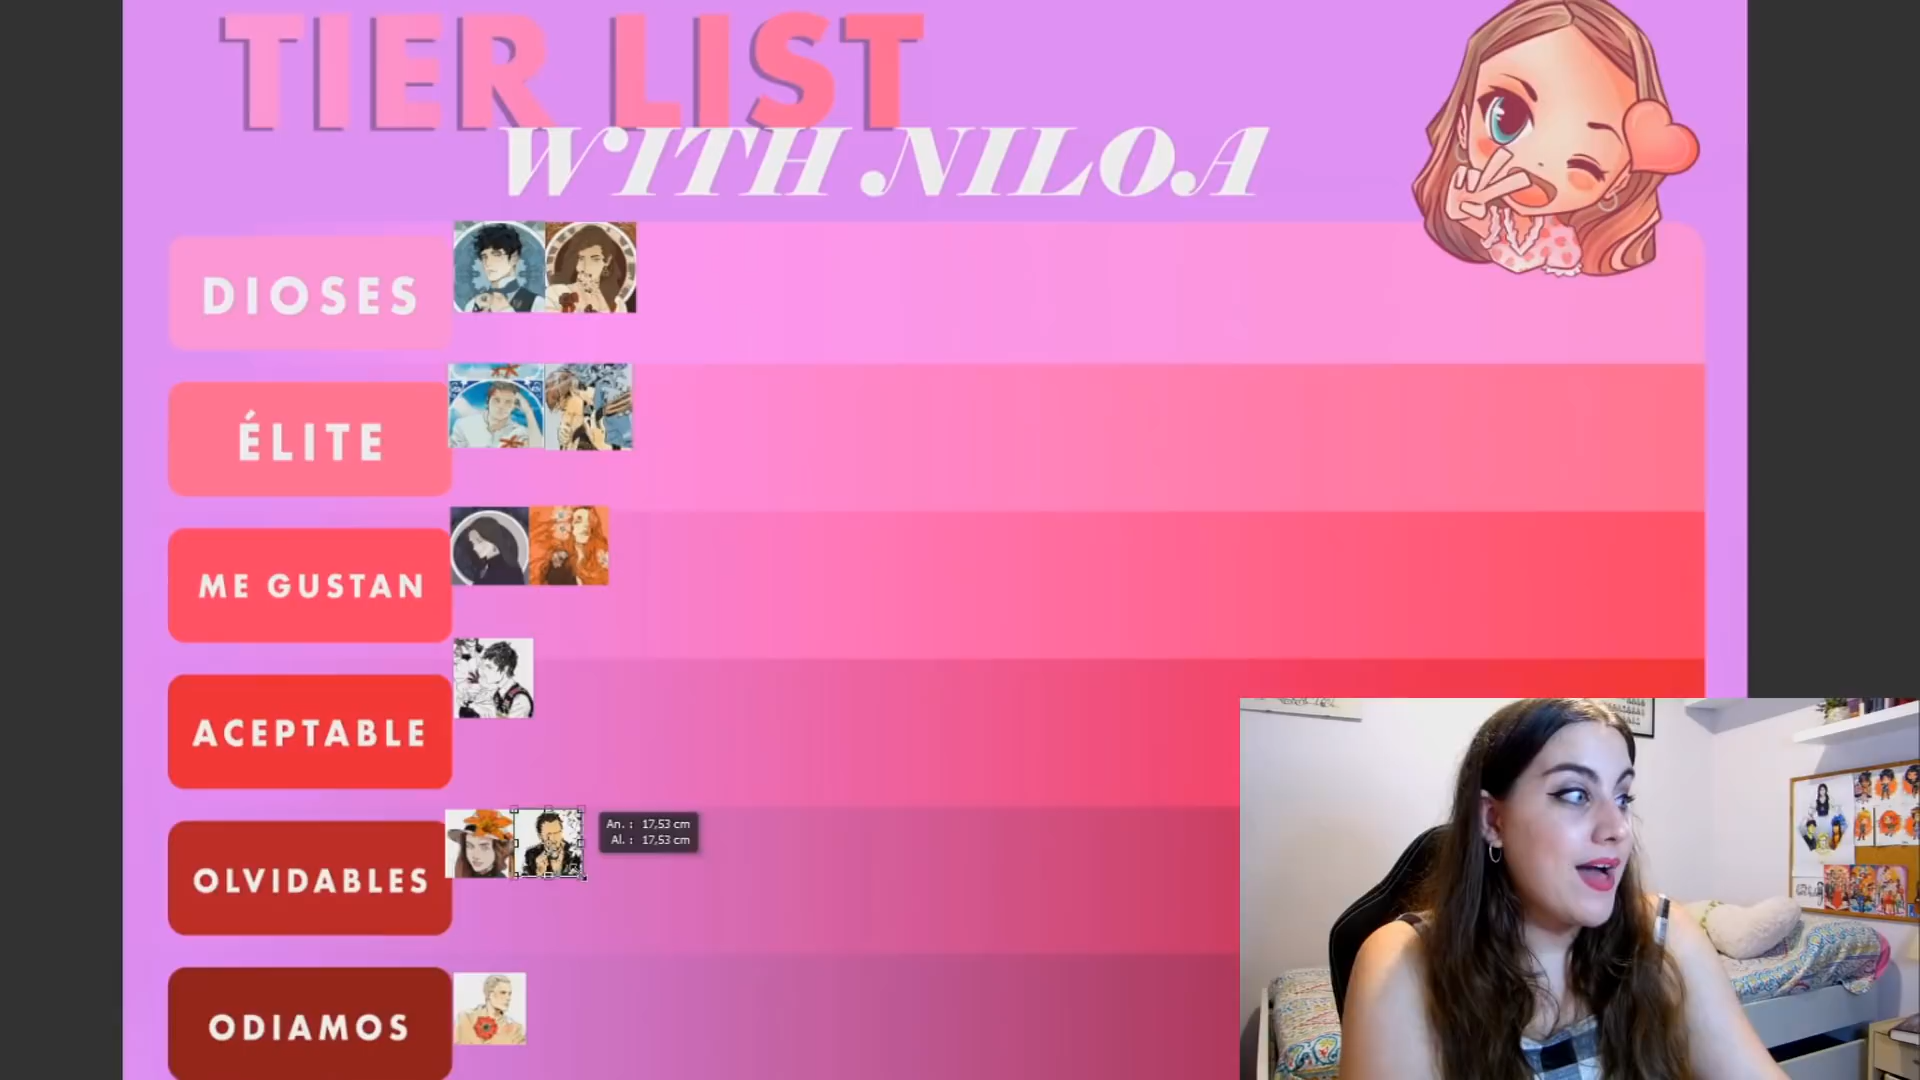 TIER LIST
WITH NILOA
DIOSES
ÉLITE
ME GUSTAN
ACEPTABLE
OLVIDABLES
An. : 17,53 cm
Al. : 17,53 cm
ODIAMOS